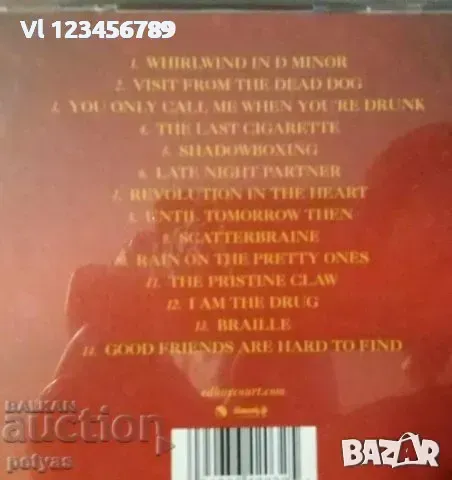 Vl 123456789
1. WHIRLWIND IN D MINOR
2. VISIT FROM THE DEAD DOG
3. YOU ONLY CALL ME WHEN YOU'RE DRUNK
4. THE LAST CIGARETTE
5. SHADOWBOXING
6. LATE NIGHT PARTNER
7. REVOLUTION IN THE HEART
8. UNTIL TOMORROW THEN
9. SCATTERBRAINE
10. RAIN ON THE PRETTY ONES
11. THE PRISTINE CLAW
12. I AM THE DRUG
13. BRAILLE
14. GOOD FRIENDS ARE HARD TO FIND
edharcourt.com
BALKAN
auction
petyas
BAZAR